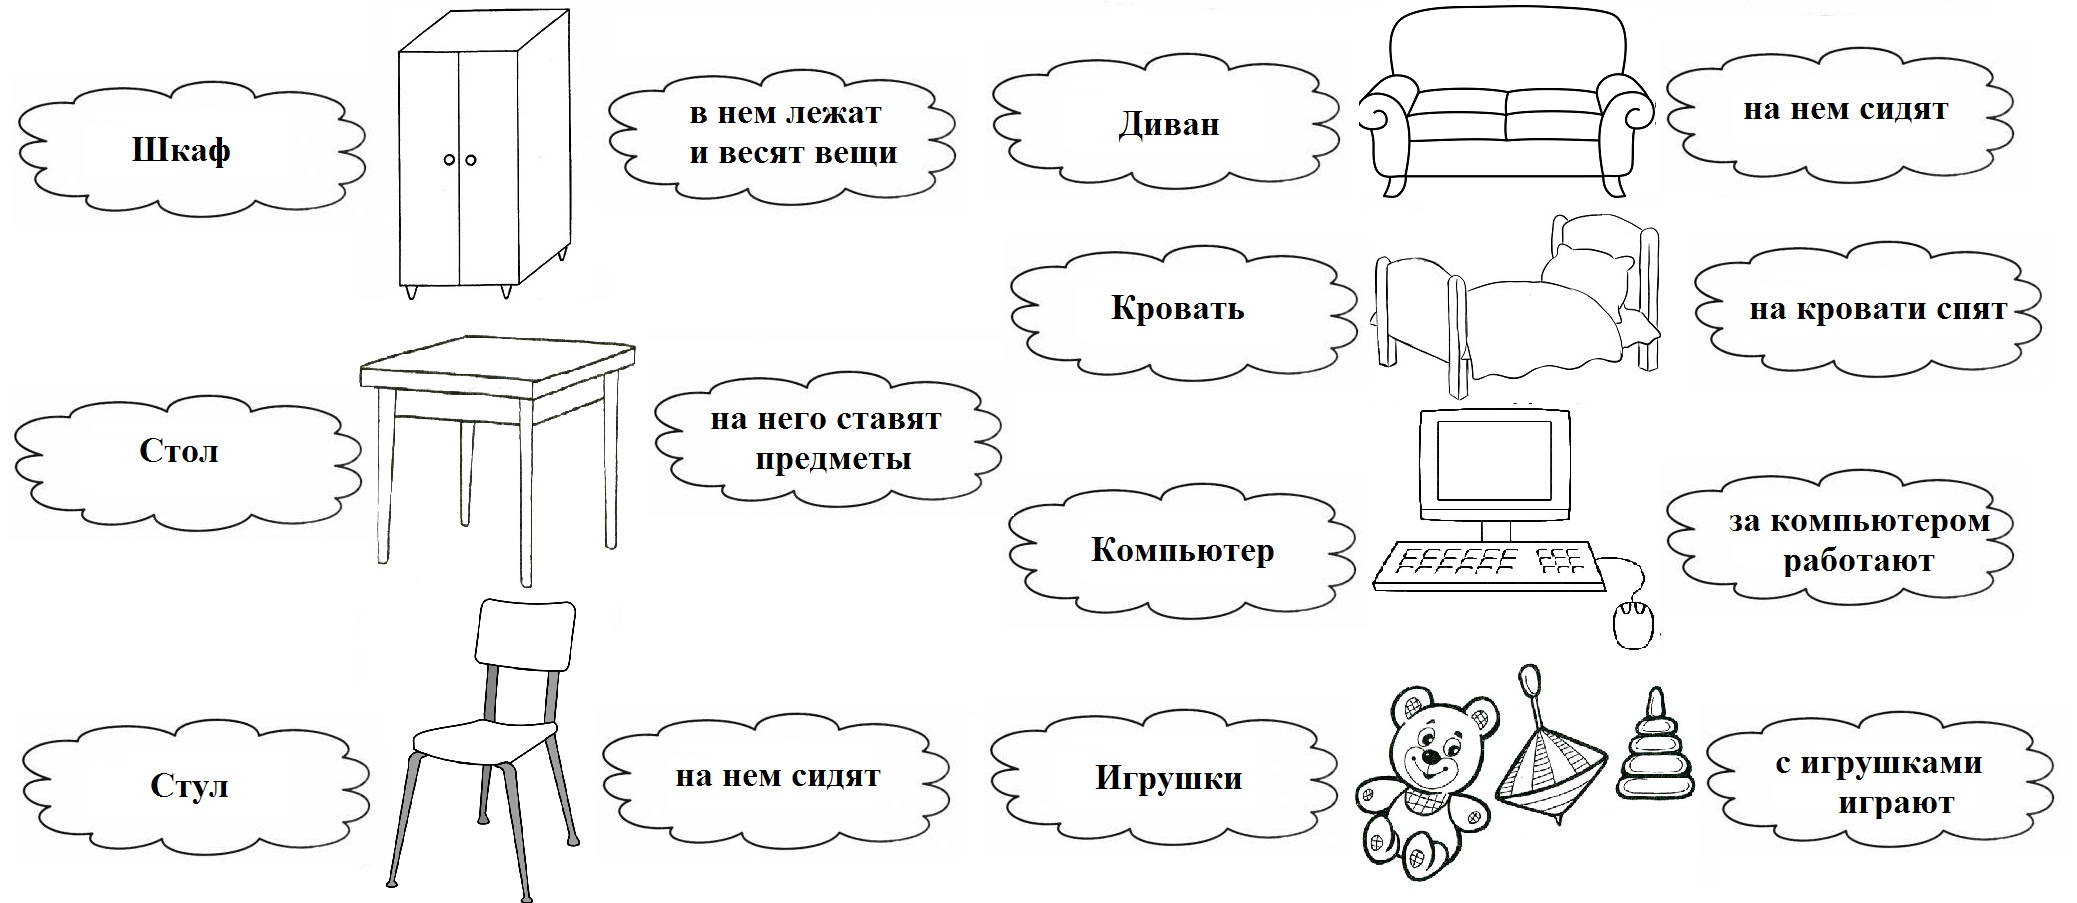 Шкаф
в нем лежат
и весят вещи
Стол
на него ставят
предметы
Стул
на нем сидят
Диван
на нем сидят
Кровать
на кровати спят
Компьютер
за компьютером
работают
Игрушки
с игрушками
играют